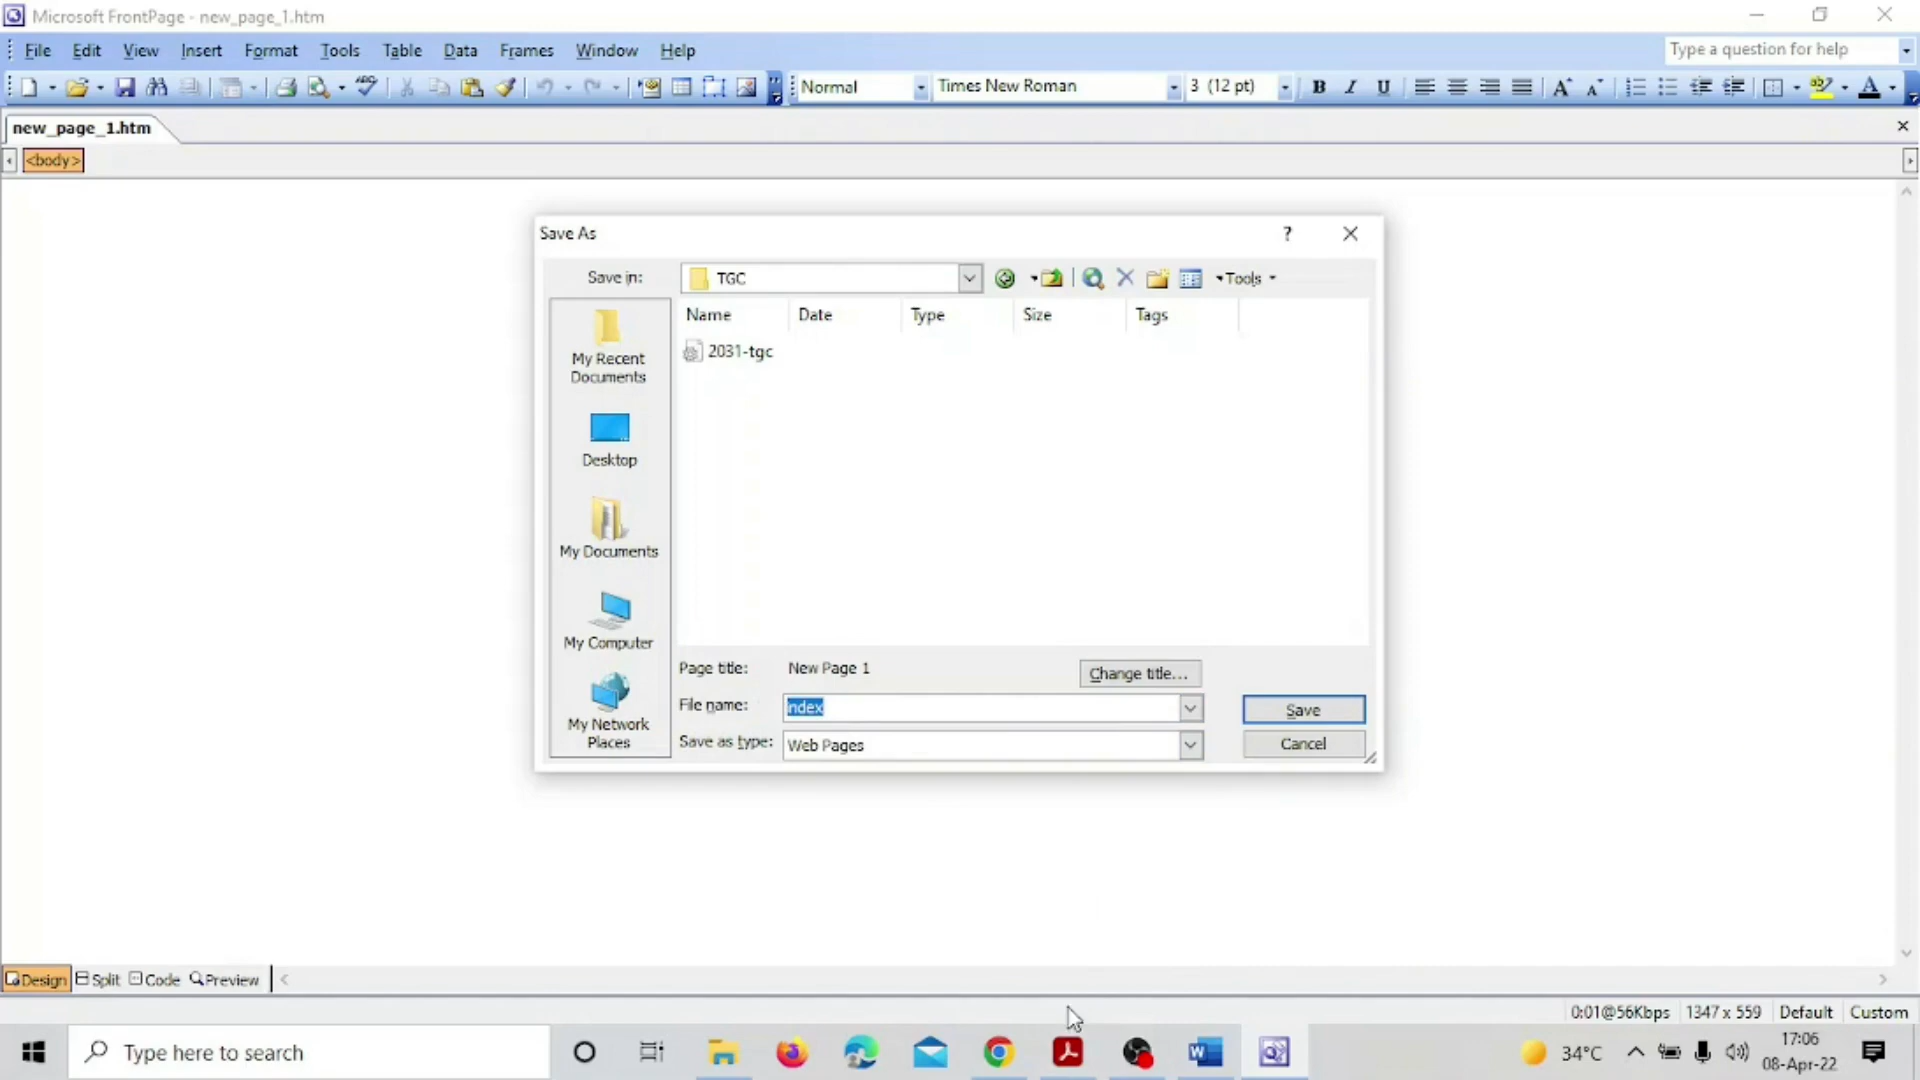 Microsoft FrontPage - new_page_1.htm
File Edit View Insert Format Tools Table Data Frames Window Help
Type a question for help
Normal Times New Roman 3 (12 pt) B I U A A A
new_page_1.htm
<body>
Save As
?
Save in: TGC Tools
Name Date Type Size Tags
2031-tgc
My Recent
Documents
Desktop
My Documents
My Computer
My Network
Places
Page title: New Page 1 Change title...
File name: index Save
Save as type: Web Pages Cancel
Design Split Code Preview
0:01@56Kbps 1347 x 559 Default Custom
Type here to search
34°C
17:06
08-Apr-22